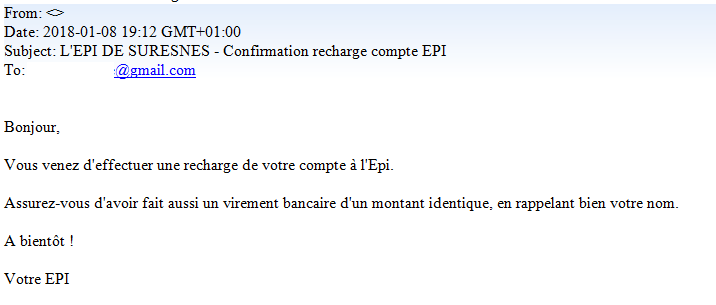 From: <>
Date: 2018-01-08 19:12 GMT+01:00
Subject: L'EPI DE SURESNES - Confirmation recharge compte EPI
To: @gmail.com
Bonjour,
Vous venez d'effectuer une recharge de votre compte à l'Epi.
Assurez-vous d'avoir fait aussi un virement bancaire d'un montant identique, en rappelant bien votre nom.
A bientôt !
Votre EPI